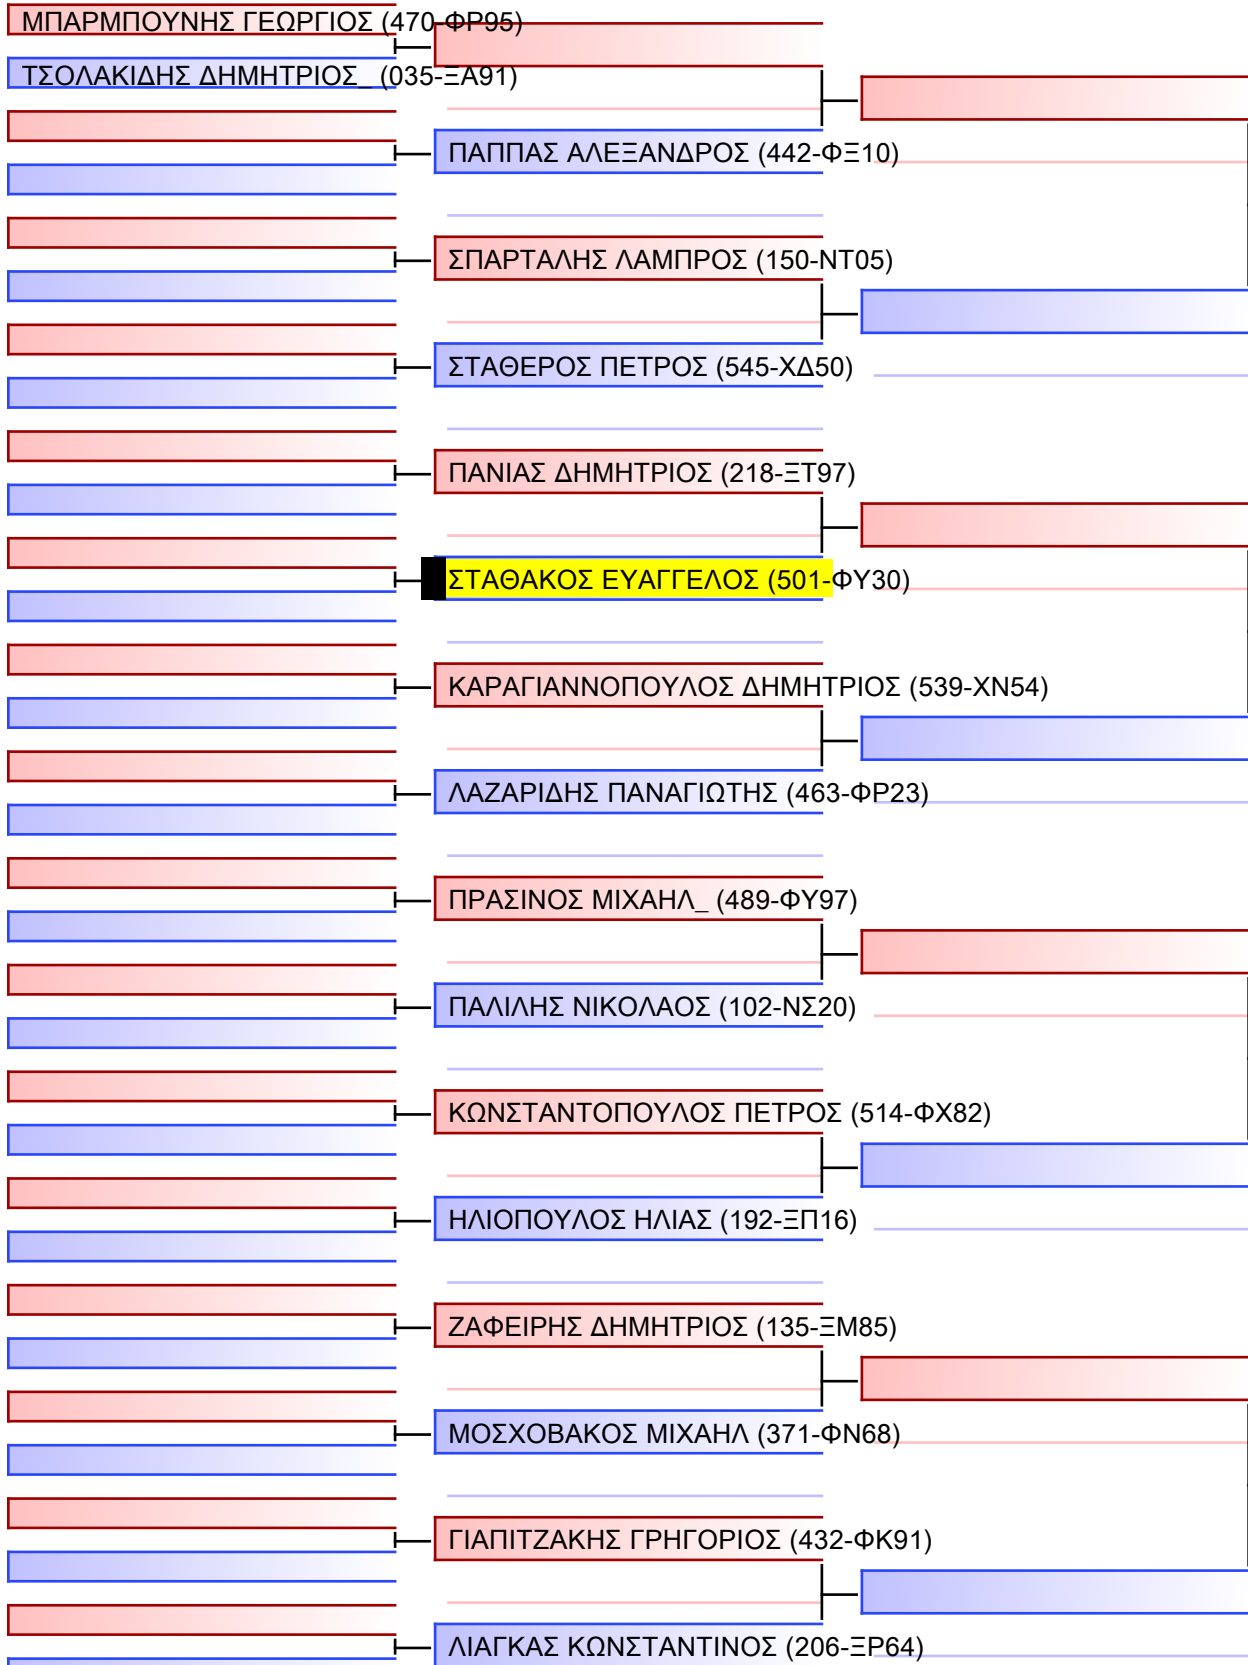 ΜΠΑΡΜΠΟΥΝΗΣ ΓΕΩΡΓΙΟΣ (470-ΦΡ95)
ΤΣΟΛΑΚΙΔΗΣ ΔΗΜΗΤΡΙΟΣ_ (035-ΞΑ91)
ΠΑΠΠΑΣ ΑΛΕΞΑΝΔΡΟΣ (442-ΦΞ10)
ΣΠΑΡΤΑΛΗΣ ΛΑΜΠΡΟΣ (150-ΝΤ05)
ΣΤΑΘΕΡΟΣ ΠΕΤΡΟΣ (545-ΧΔ50)
ΠΑΝΙΑΣ ΔΗΜΗΤΡΙΟΣ (218-ΞΤ97)
ΣΤΑΘΑΚΟΣ ΕΥΑΓΓΕΛΟΣ (501-ΦΥ30)
ΚΑΡΑΓΙΑΝΝΟΠΟΥΛΟΣ ΔΗΜΗΤΡΙΟΣ (539-ΧΝ54)
ΛΑΖΑΡΙΔΗΣ ΠΑΝΑΓΙΩΤΗΣ (463-ΦΡ23)
ΠΡΑΣΙΝΟΣ ΜΙΧΑΗΛ_ (489-ΦΥ97)
ΠΑΛΙΛΗΣ ΝΙΚΟΛΑΟΣ (102-ΝΣ20)
ΚΩΝΣΤΑΝΤΟΠΟΥΛΟΣ ΠΕΤΡΟΣ (514-ΦΧ82)
ΗΛΙΟΠΟΥΛΟΣ ΗΛΙΑΣ (192-ΞΠ16)
ΖΑΦΕΙΡΗΣ ΔΗΜΗΤΡΙΟΣ (135-ΞΜ85)
ΜΟΣΧΟΒΑΚΟΣ ΜΙΧΑΗΛ (371-ΦΝ68)
ΓΙΑΠΙΤΖΑΚΗΣ ΓΡΗΓΟΡΙΟΣ (432-ΦΚ91)
ΛΙΑΓΚΑΣ ΚΩΝΣΤΑΝΤΙΝΟΣ (206-ΞΡ64)